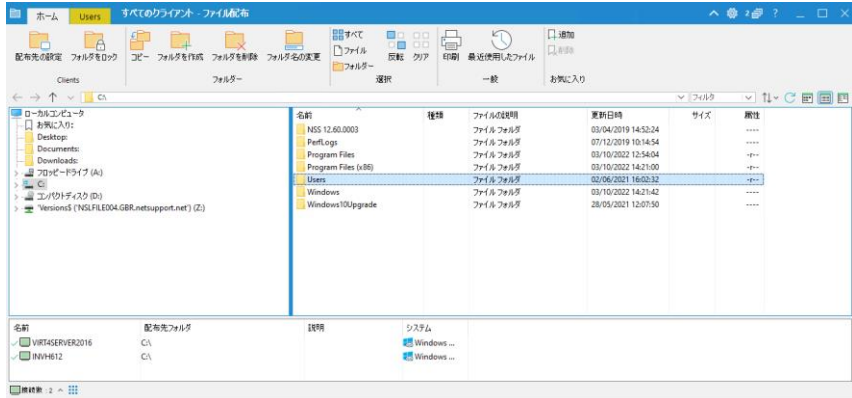 ホーム Users すべてのクライアント - ファイル配布
配布先の設定 フォルダをロック コピー フォルダを作成 フォルダを削除 フォルダ名の変更 すべて ファイル フォルダー 反転 クリア 印刷 最近使用したファイル 追加 削除
Clients フォルダー 選択 一般 お気に入り
C:\ フィルタ
ローカルコンピュータ
お気に入り:
Desktop:
Documents:
Downloads:
フロッピードライブ (A:)
C:
コンパクトディスク (D:)
'Versions$ ('NSLFILE004.GBR.netsupport.net') (Z:)
名前 種類 ファイルの説明 更新日時 サイズ 属性
NSS 12.60.0003 ファイル フォルダ 03/04/2019 14:52:24 ----
PerfLogs ファイル フォルダ 07/12/2019 10:14:54 ----
Program Files ファイル フォルダ 03/10/2022 12:54:04 -r--
Program Files (x86) ファイル フォルダ 03/10/2022 14:21:00 -r--
Users ファイル フォルダ 02/06/2021 16:02:32 -r--
Windows ファイル フォルダ 03/10/2022 14:21:42 ----
Windows10Upgrade ファイル フォルダ 28/05/2021 12:07:50 ----
名前 配布先フォルダ 説明 システム
VIRT4SERVER2016 C:\ Windows ...
INVH612 C:\ Windows ...
接続数 : 2